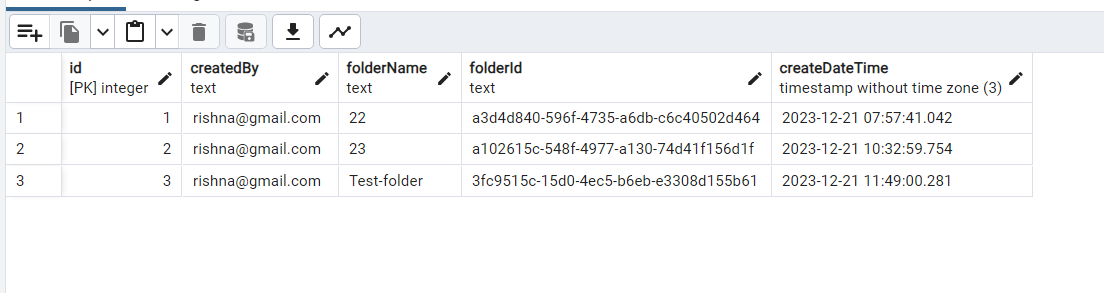 id createdBy folderName folderId createDateTime
[PK] integer text text text timestamp without time zone (3)
1 1 rishna@gmail.com 22 a3d4d840-596f-4735-a6db-c6c40502d464 2023-12-21 07:57:41.042
2 2 rishna@gmail.com 23 a102615c-548f-4977-a130-74d41f156d1f 2023-12-21 10:32:59.754
3 3 rishna@gmail.com Test-folder 3fc9515c-15d0-4ec5-b6eb-e3308d155b61 2023-12-21 11:49:00.281